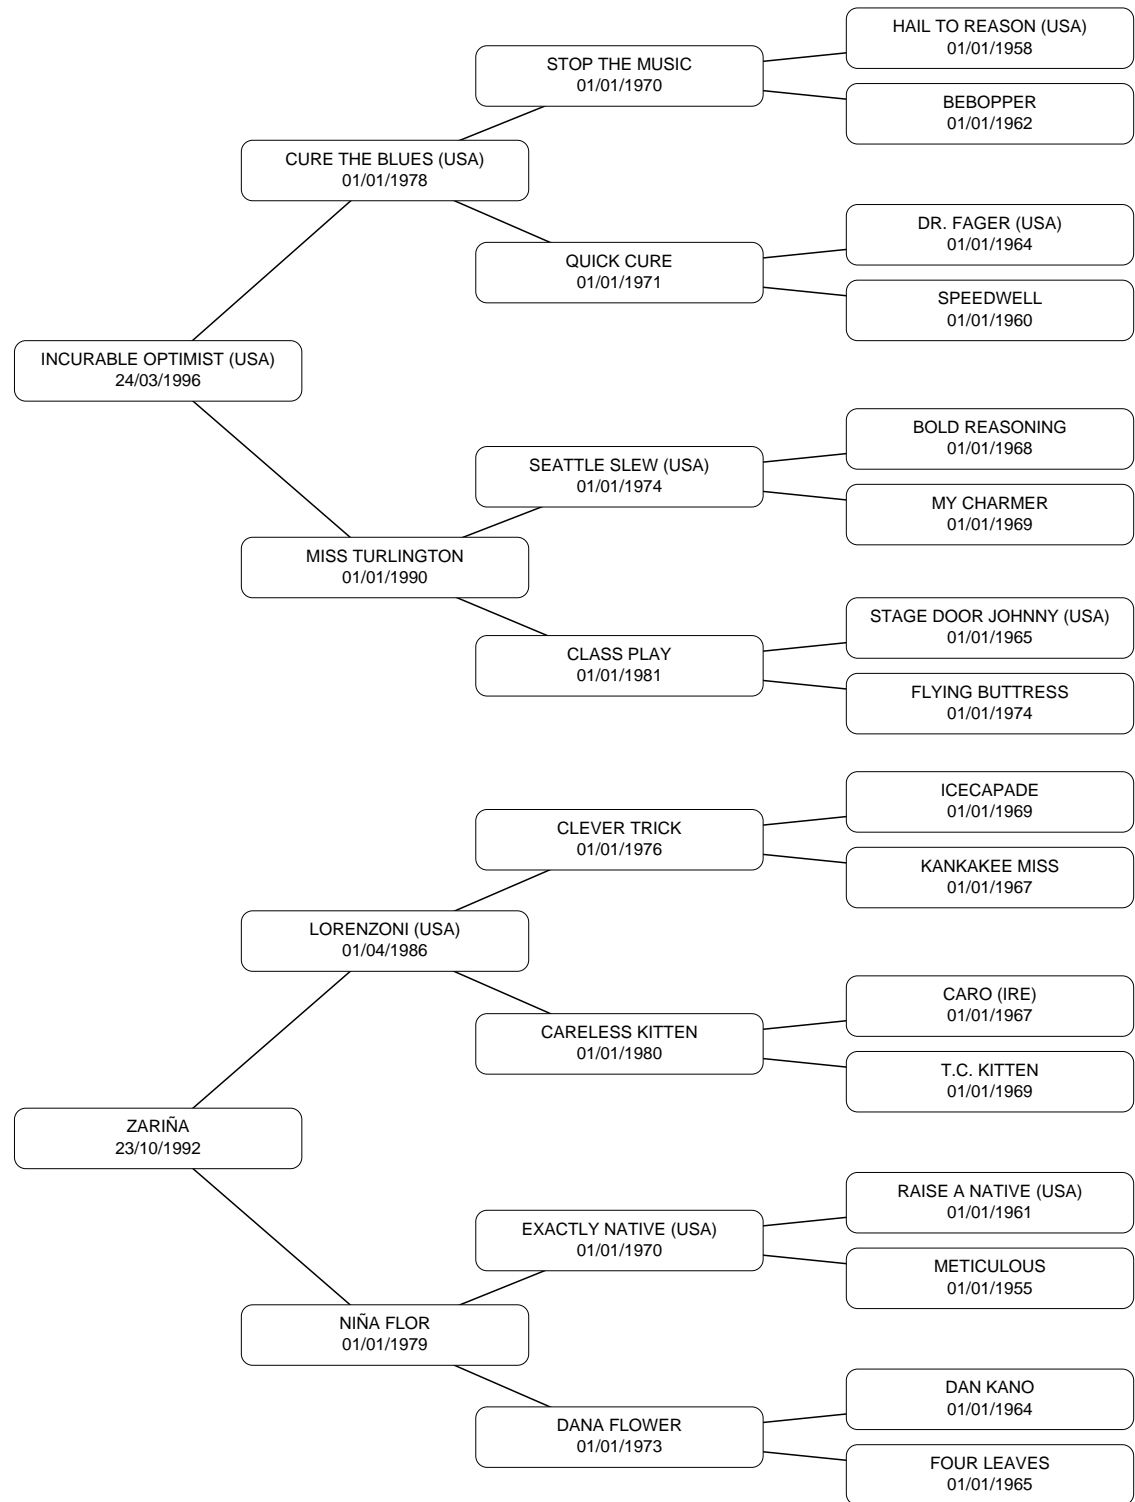 HAIL TO REASON (USA)
01/01/1958
STOP THE MUSIC
01/01/1970
BEBOPPER
01/01/1962
CURE THE BLUES (USA)
01/01/1978
DR. FAGER (USA)
01/01/1964
QUICK CURE
01/01/1971
SPEEDWELL
01/01/1960
INCURABLE OPTIMIST (USA)
24/03/1996
BOLD REASONING
01/01/1968
SEATTLE SLEW (USA)
01/01/1974
MY CHARMER
01/01/1969
MISS TURLINGTON
01/01/1990
STAGE DOOR JOHNNY (USA)
01/01/1965
CLASS PLAY
01/01/1981
FLYING BUTTRESS
01/01/1974
ICECAPADE
01/01/1969
CLEVER TRICK
01/01/1976
KANKAKEE MISS
01/01/1967
LORENZONI (USA)
01/04/1986
CARO (IRE)
01/01/1967
CARELESS KITTEN
01/01/1980
T.C. KITTEN
01/01/1969
ZARIÑA
23/10/1992
RAISE A NATIVE (USA)
01/01/1961
EXACTLY NATIVE (USA)
01/01/1970
METICULOUS
01/01/1955
NIÑA FLOR
01/01/1979
DAN KANO
01/01/1964
DANA FLOWER
01/01/1973
FOUR LEAVES
01/01/1965